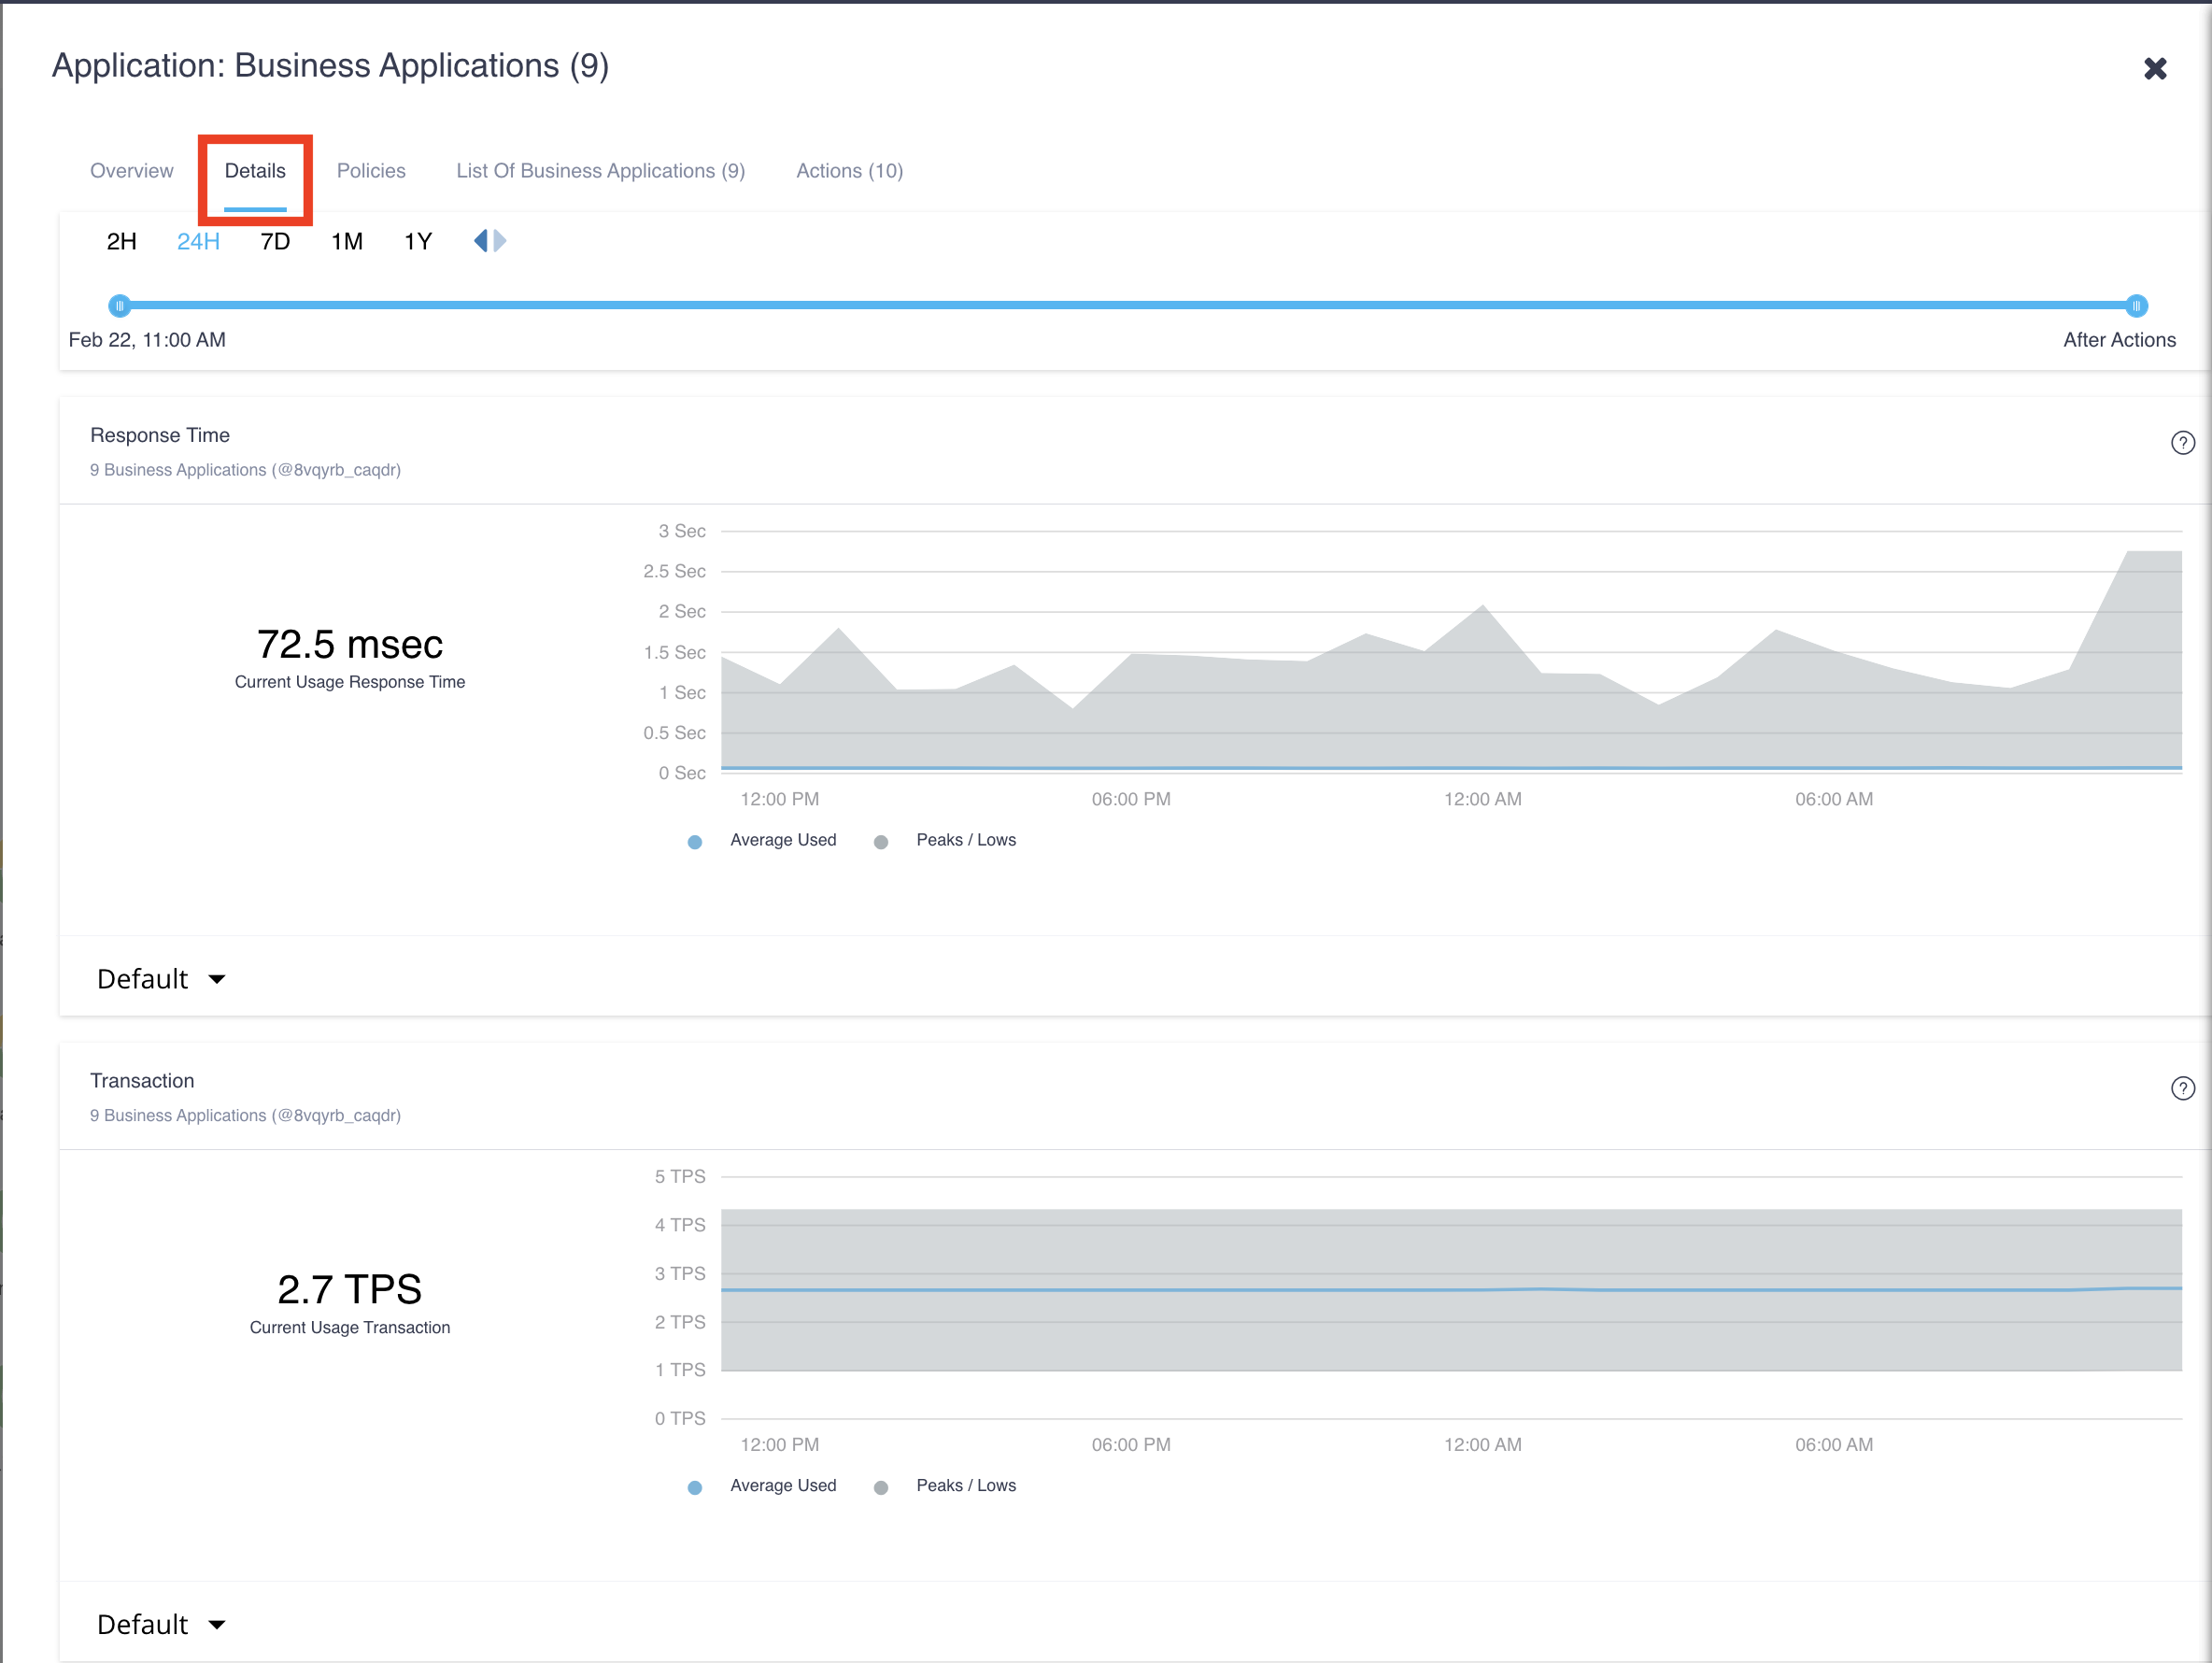 Application: Business Applications (9)
Overview
Details
Policies
List Of Business Applications (9)
Actions (10)
2H
24H
7D
1M
1Y
Feb 22, 11:00 AM
After Actions
Response Time
9 Business Applications (@8vqyrb_caqdr)
?
72.5 msec
Current Usage Response Time
3 Sec
2.5 Sec
2 Sec
1.5 Sec
1 Sec
0.5 Sec
0 Sec
12:00 PM
06:00 PM
12:00 AM
06:00 AM
Average Used
Peaks / Lows
Default
Transaction
9 Business Applications (@8vqyrb_caqdr)
?
2.7 TPS
Current Usage Transaction
5 TPS
4 TPS
3 TPS
2 TPS
1 TPS
0 TPS
12:00 PM
06:00 PM
12:00 AM
06:00 AM
Average Used
Peaks / Lows
Default